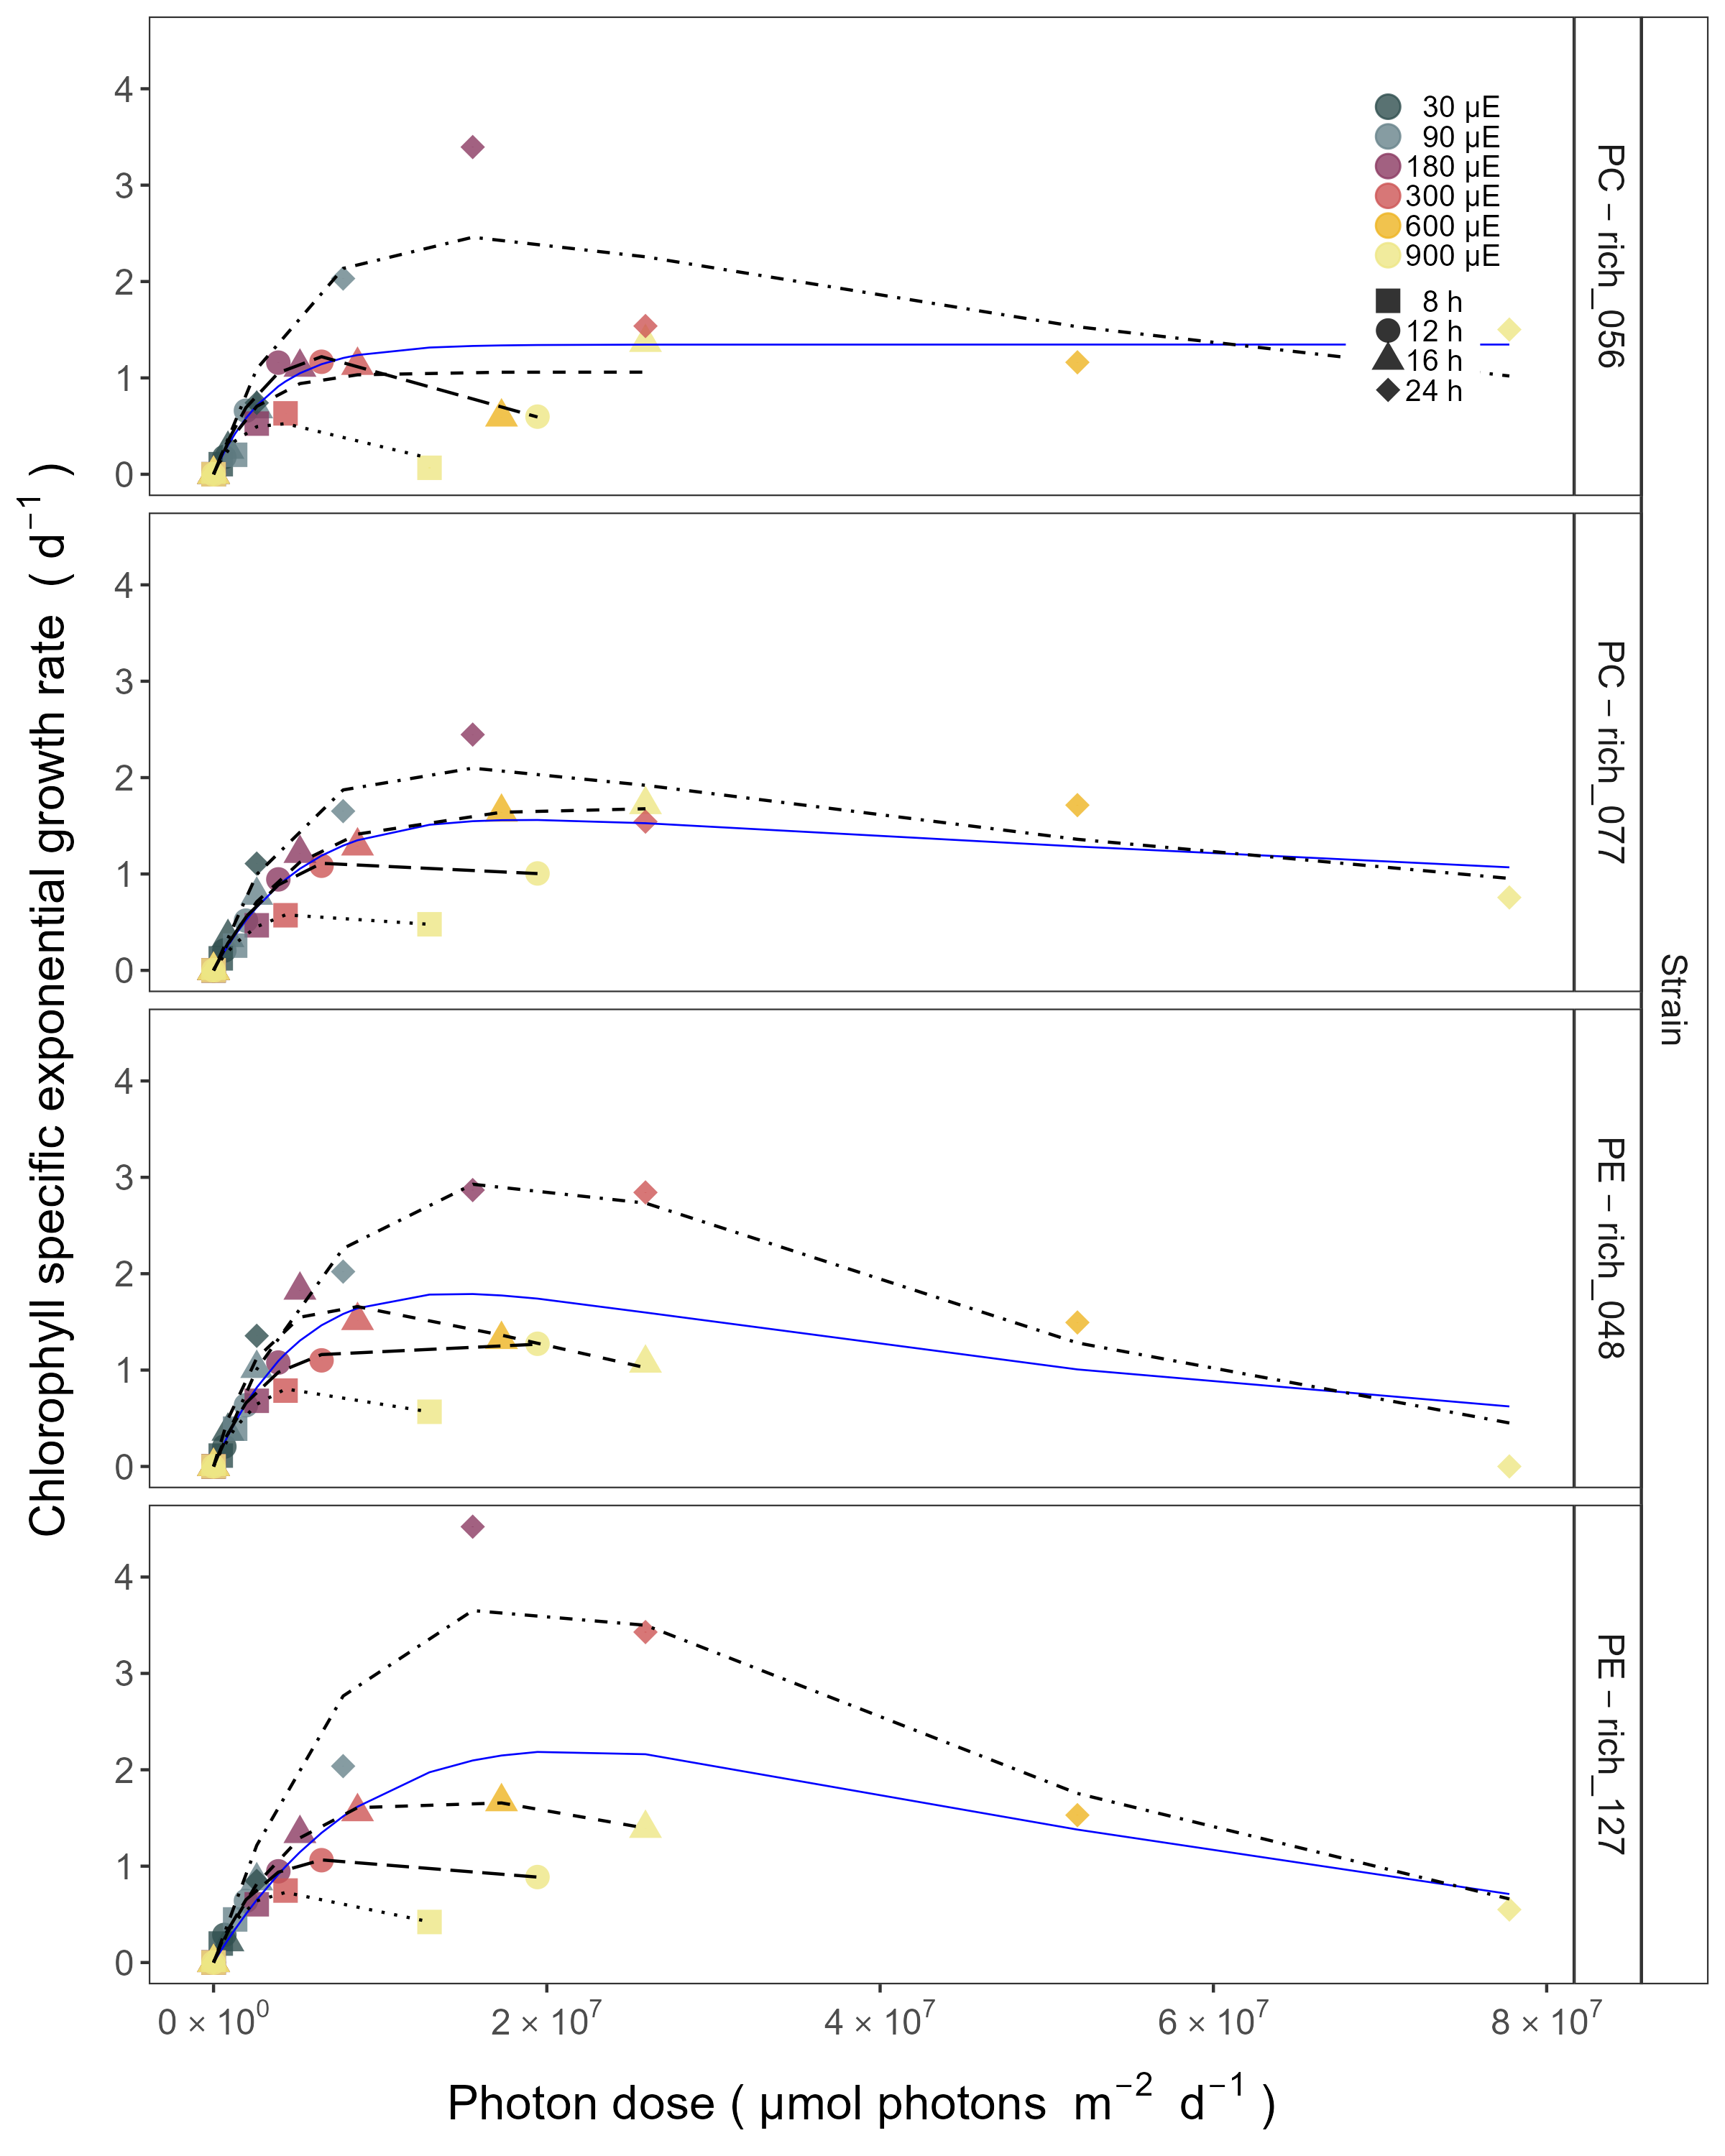 Chlorophyll specific exponential growth rate ( d⁻¹ )
4
3
2
1
0
30 µE
90 µE
180 µE
300 µE
600 µE
900 µE
8 h
12 h
16 h
24 h
PC − rich_056
4
3
2
1
0
PC − rich_077
Strain
4
3
2
1
0
PE − rich_048
4
3
2
1
0
PE − rich_127
0 × 10⁰ 2 × 10⁷ 4 × 10⁷ 6 × 10⁷ 8 × 10⁷
Photon dose ( µmol photons m⁻² d⁻¹ )